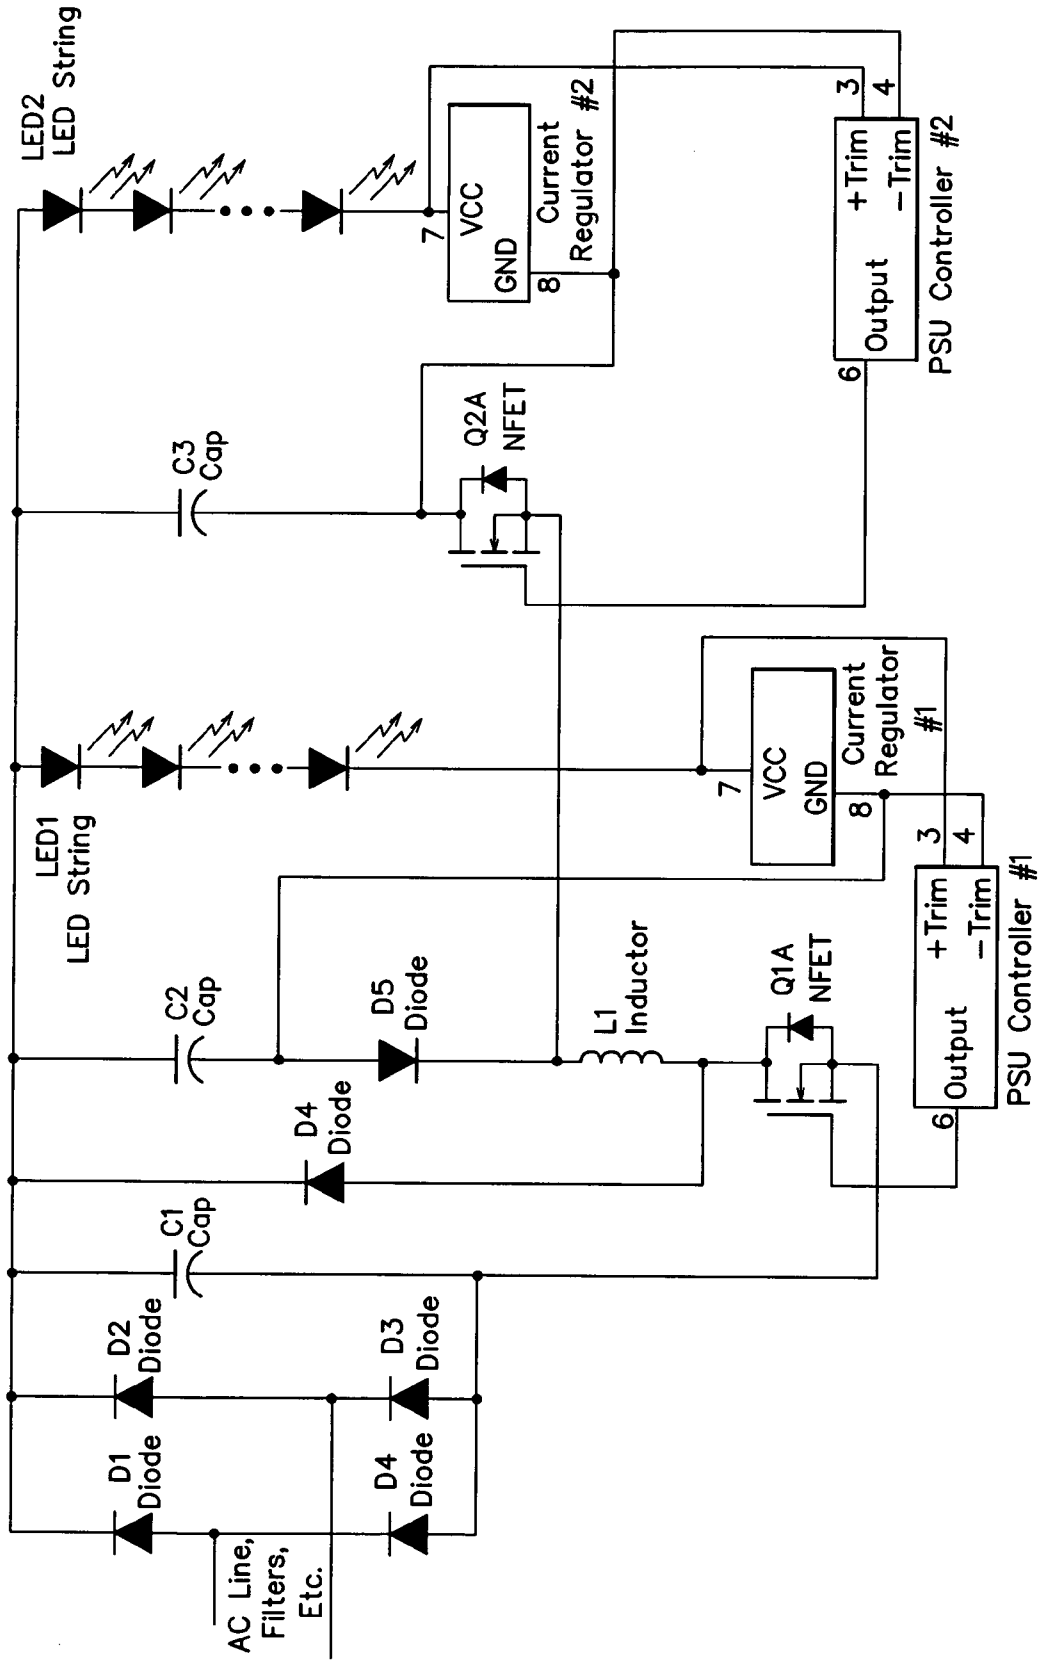 LED2
LED String
VCC
GND
7
8
Current
Regulator #2
3
4
+Trim
−Trim
Output
6
PSU Controller #2
C3
Cap
Q2A
NFET
LED1
LED String
7
VCC
GND
8
Current
Regulator
#1
3
4
+Trim
−Trim
Output
6
PSU Controller #1
C2
Cap
D5
Diode
L1
Inductor
Q1A
NFET
D4
Diode
C1
Cap
D2
Diode
D3
Diode
D1
Diode
D4
Diode
AC Line,
Filters,
Etc.